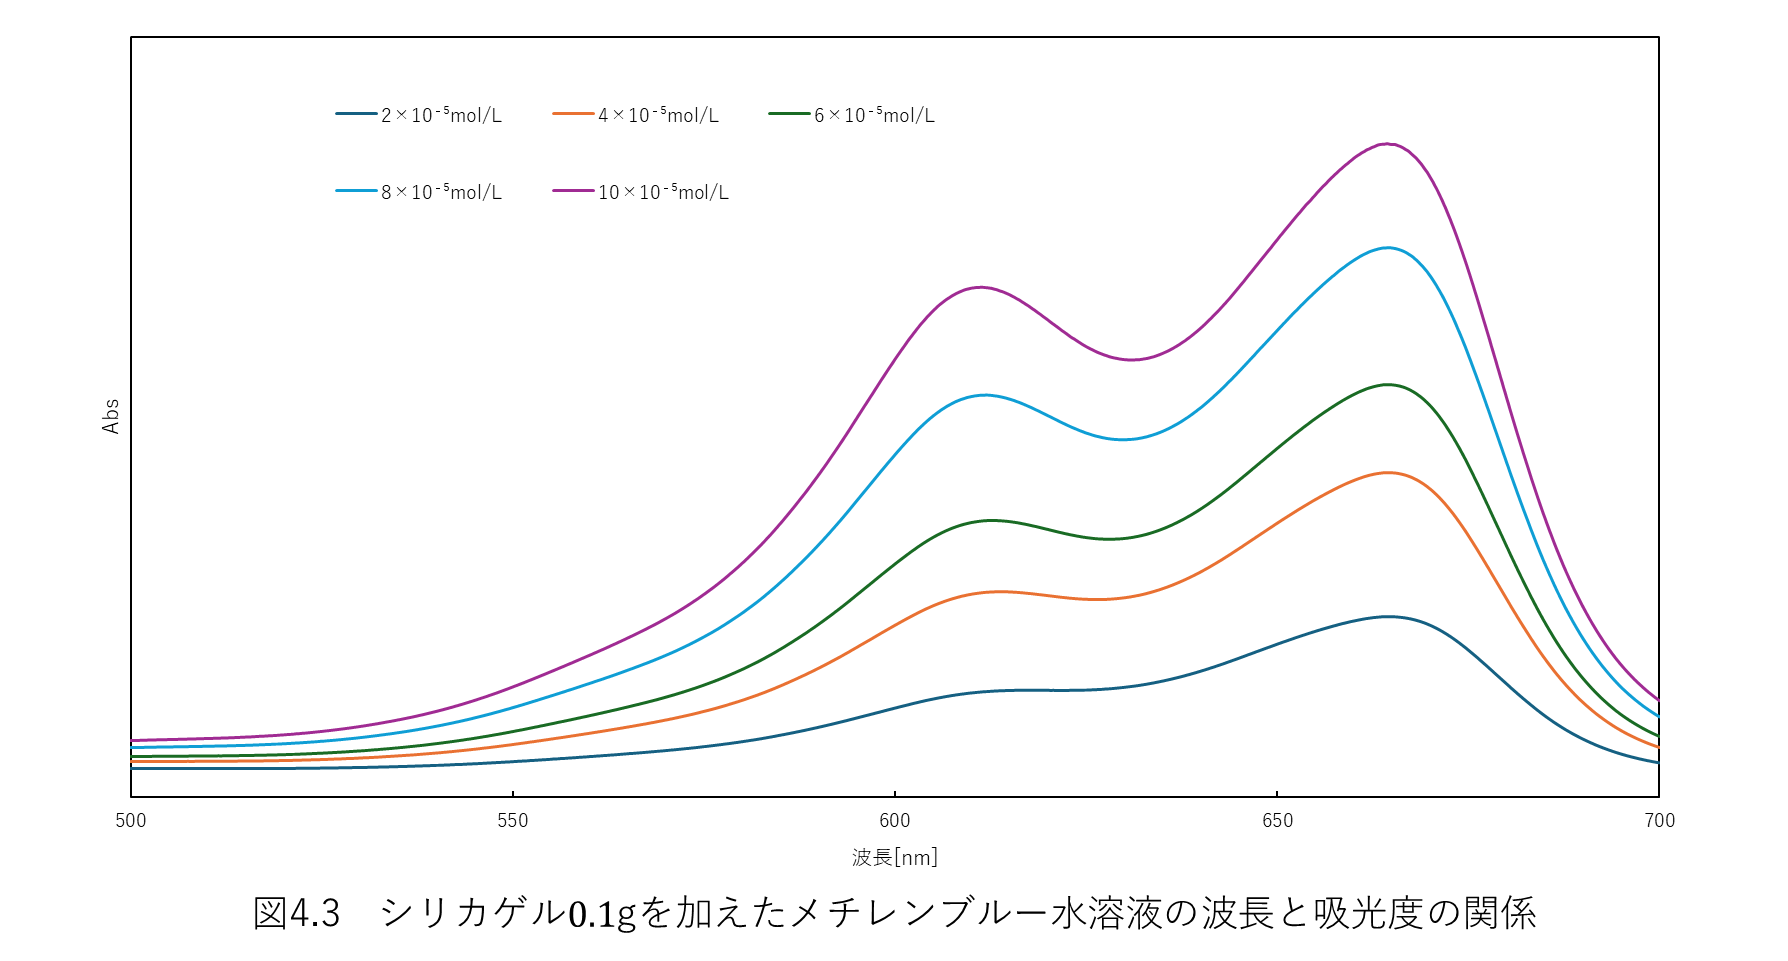 2×10⁻⁵mol/L 4×10⁻⁵mol/L 6×10⁻⁵mol/L
8×10⁻⁵mol/L 10×10⁻⁵mol/L
Abs
500 550 600 650 700
波長[nm]
図4.3　シリカゲル0.1gを加えたメチレンブルー水溶液の波長と吸光度の関係